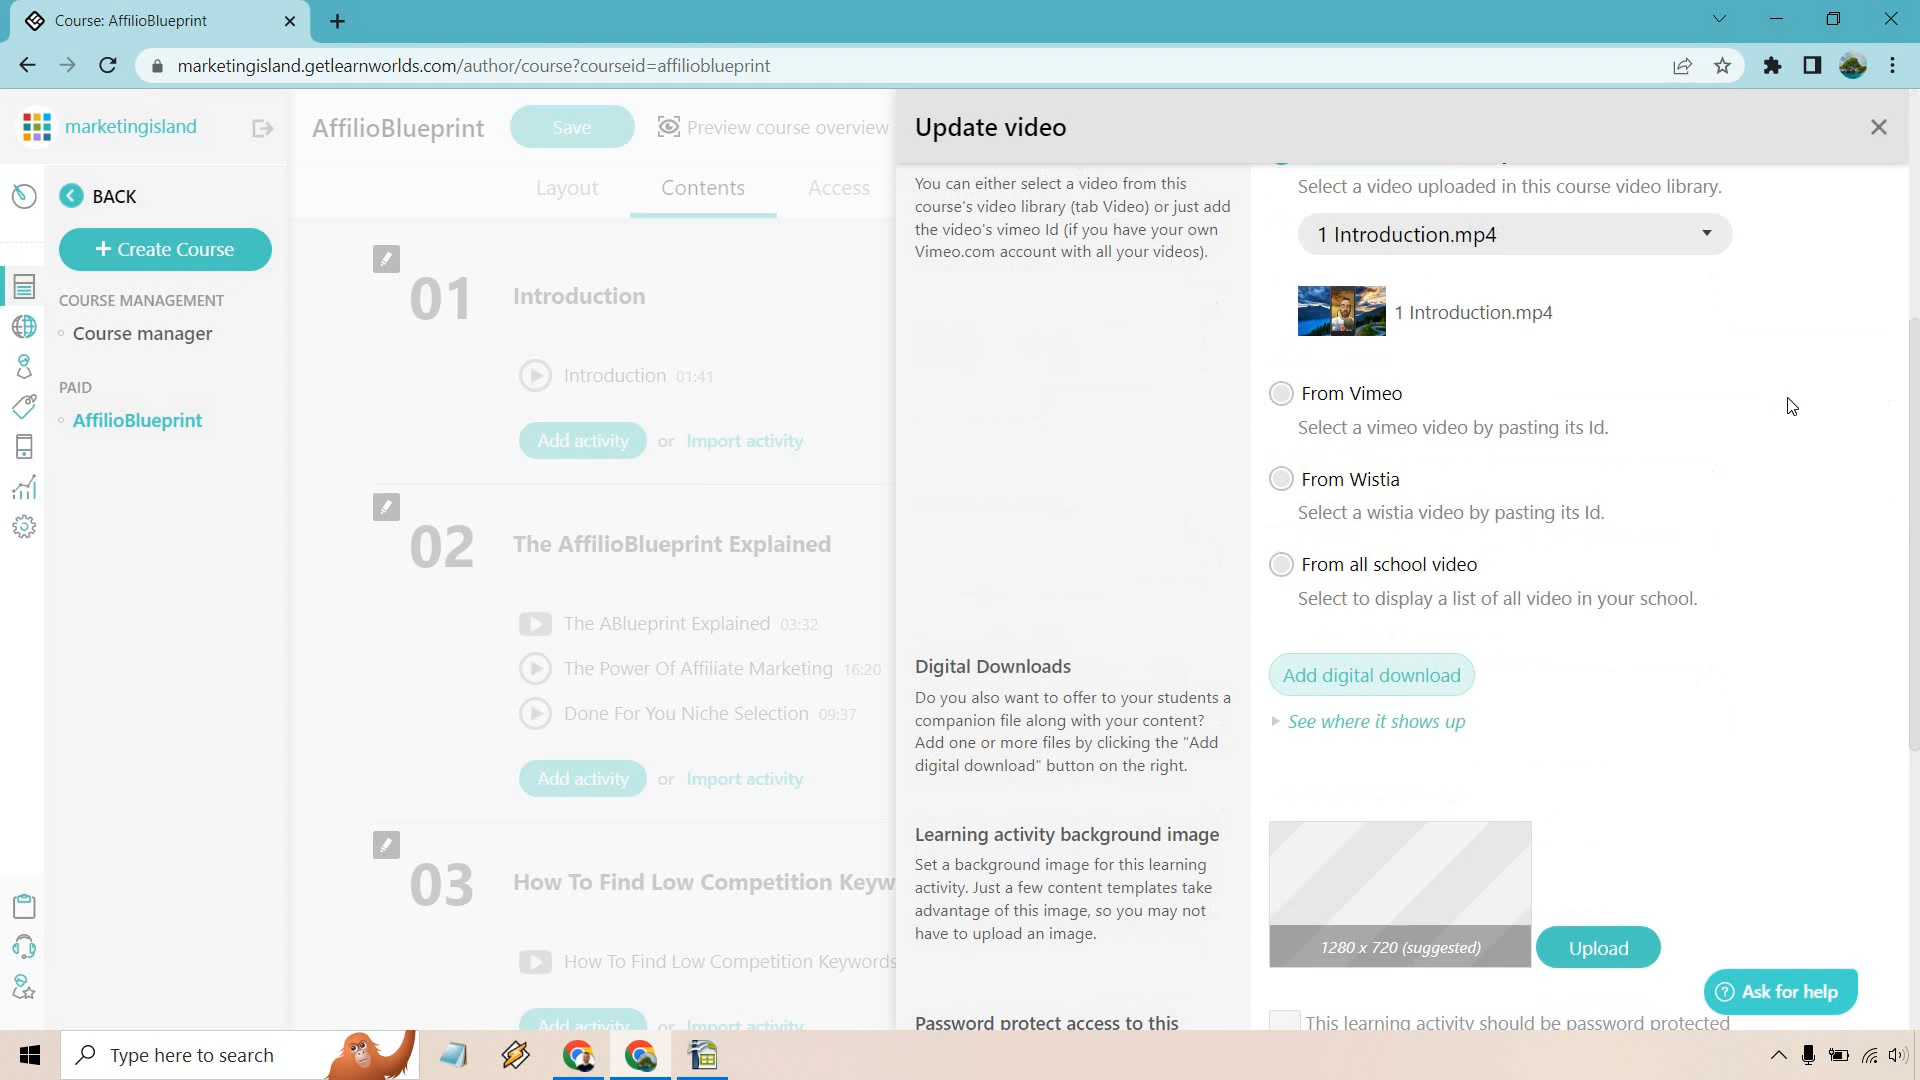 Course: AffilioBlueprint
marketingisland.getlearnworlds.com/author/course?courseid=affilioblueprint
marketingisland
BACK
+ Create Course
COURSE MANAGEMENT
Course manager
PAID
AffilioBlueprint
AffilioBlueprint
Save
Preview course overview
Layout
Contents
Access
01
Introduction
Introduction 01:41
Add activity or Import activity
02
The AffilioBlueprint Explained
The ABlueprint Explained 03:32
The Power Of Affiliate Marketing 16:20
Done For You Niche Selection 09:37
Add activity or Import activity
03
How To Find Low Competition Keyw
How To Find Low Competition Keywords
Add activity or Import activity
Update video
You can either select a video from this
course's video library (tab Video) or just add
the video's vimeo Id (if you have your own
Vimeo.com account with all your videos).
Select a video uploaded in this course video library.
1 Introduction.mp4
1 Introduction.mp4
From Vimeo
Select a vimeo video by pasting its Id.
From Wistia
Select a wistia video by pasting its Id.
From all school video
Select to display a list of all video in your school.
Digital Downloads
Do you also want to offer to your students a
companion file along with your content?
Add one or more files by clicking the "Add
digital download" button on the right.
Add digital download
See where it shows up
Learning activity background image
Set a background image for this learning
activity. Just a few content templates take
advantage of this image, so you may not
have to upload an image.
1280 x 720 (suggested)
Upload
Ask for help
Password protect access to this
This learning activity should be password protected
Type here to search